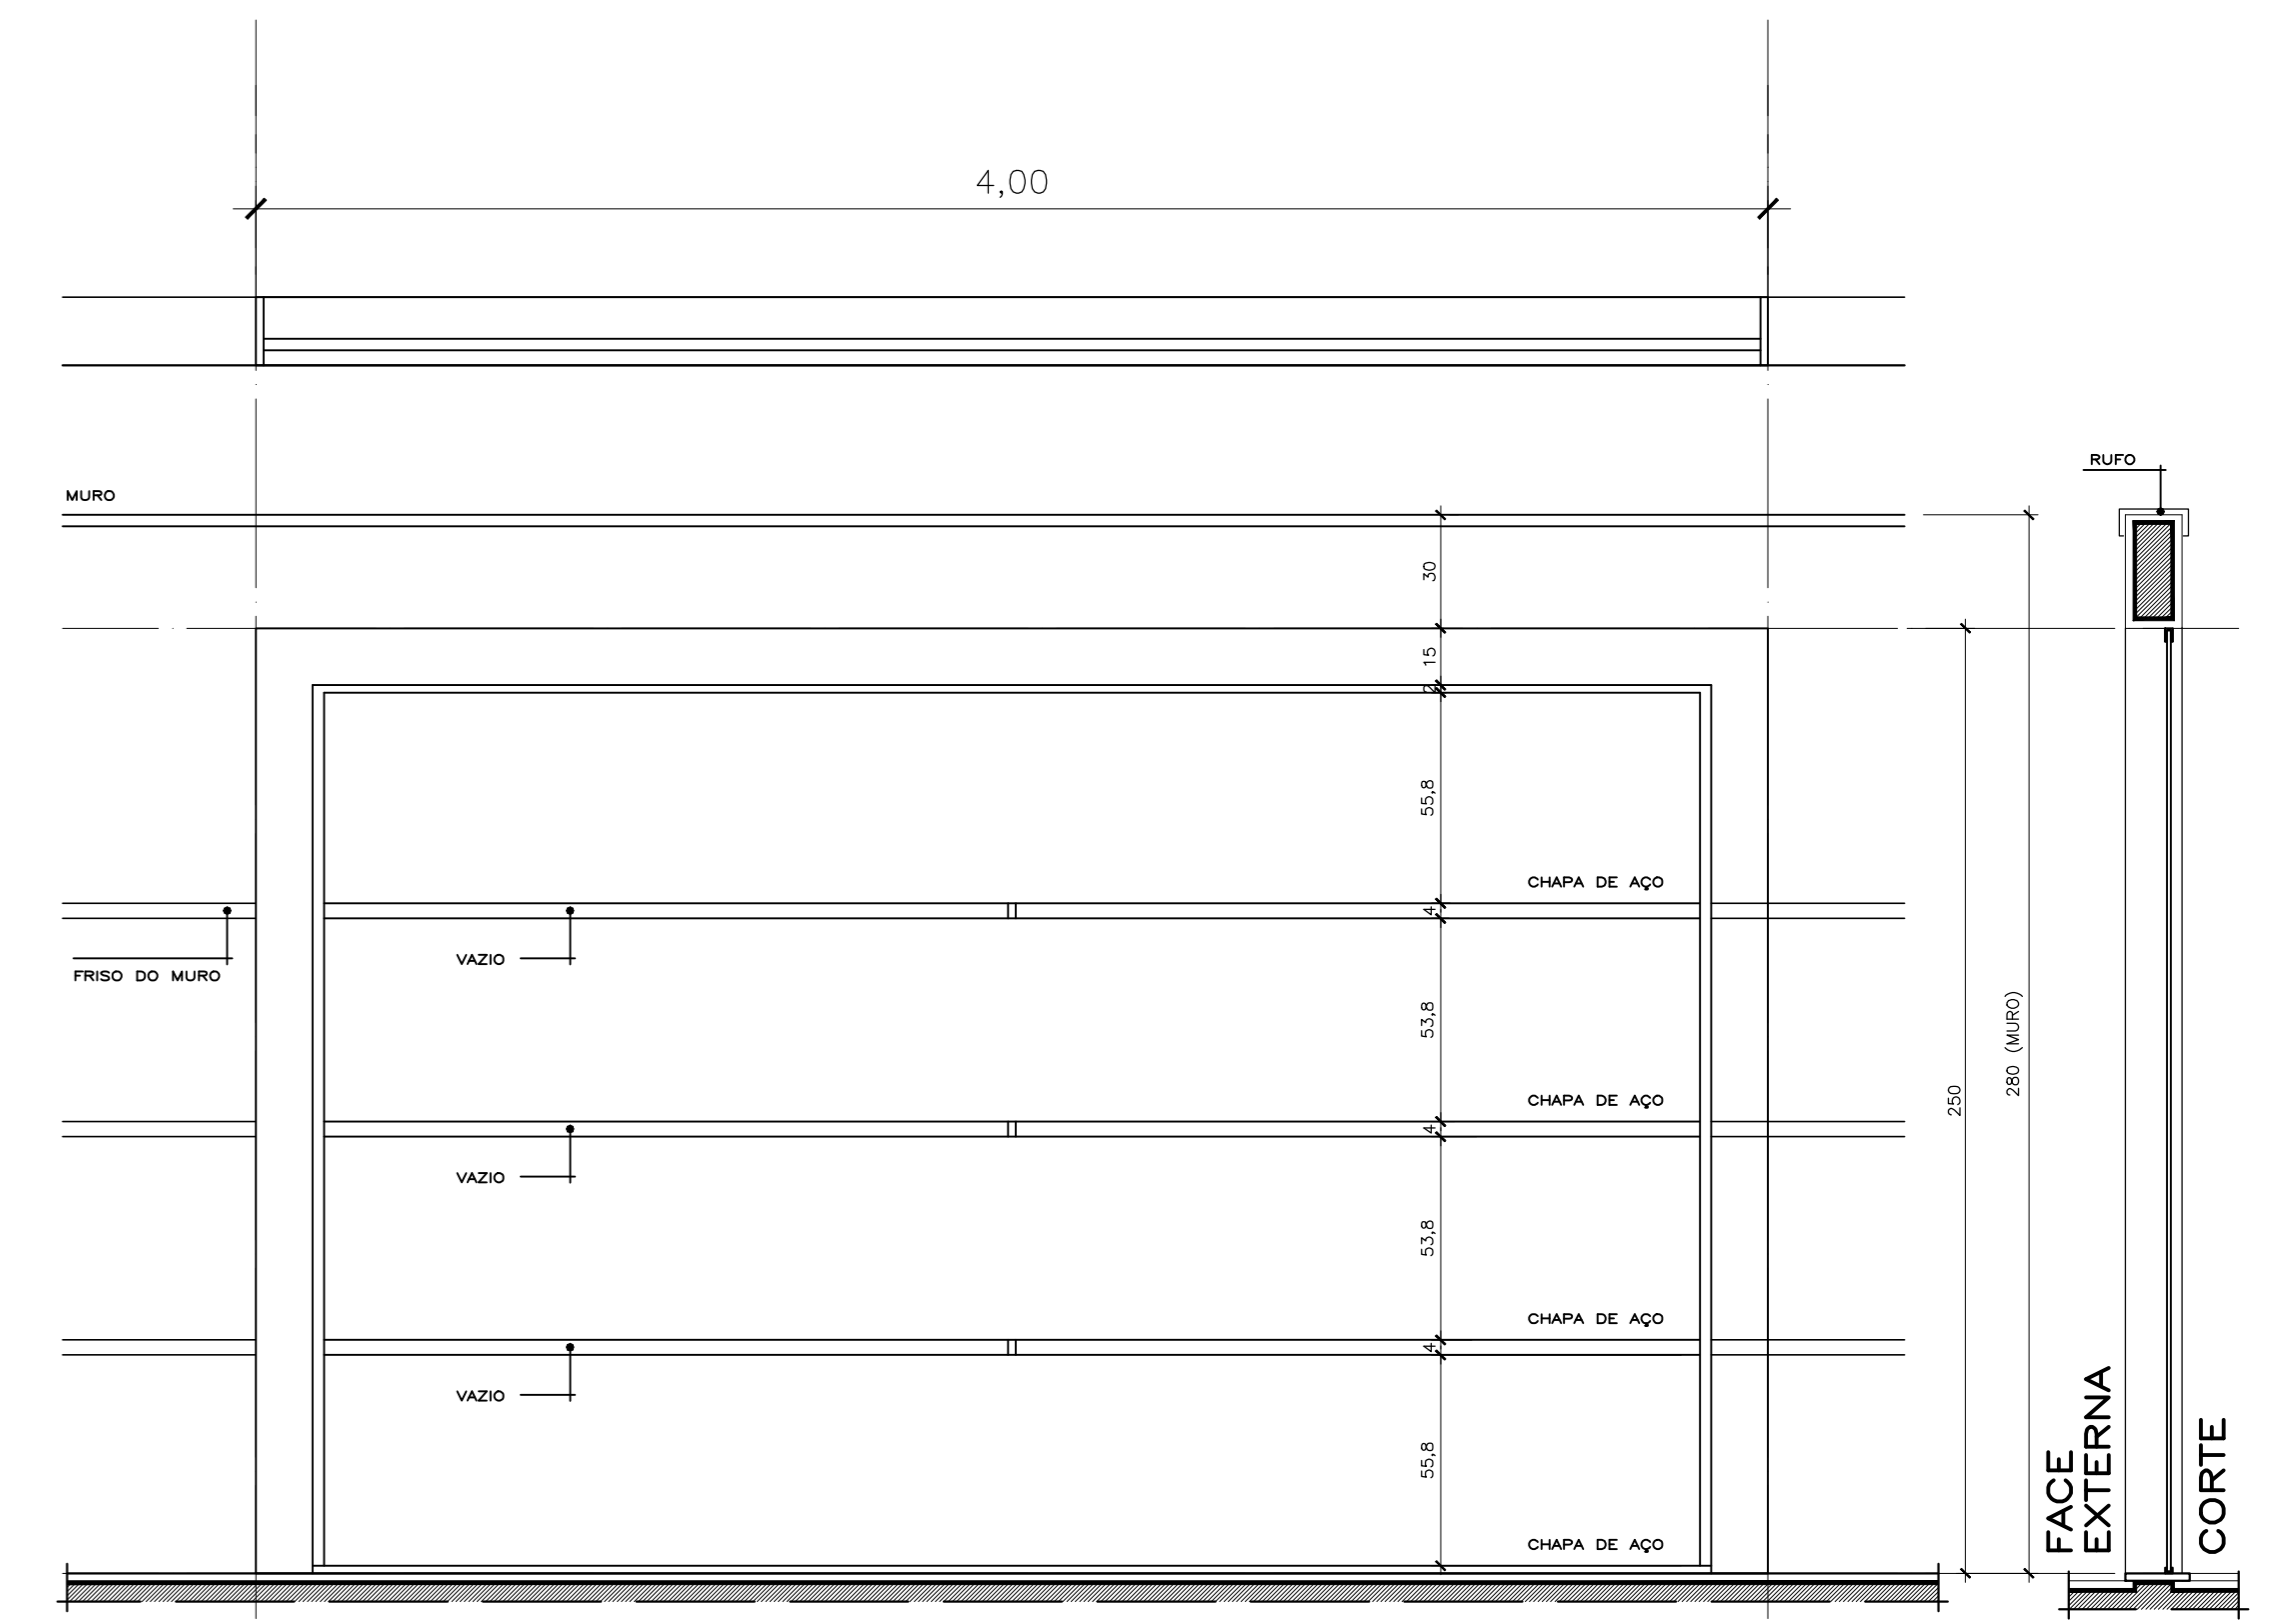 4,00
RUFO
MURO
30
15
2
55,8
CHAPA DE AÇO
4
VAZIO
FRISO DO MURO
53,8
280 (MURO)
250
CHAPA DE AÇO
4
VAZIO
53,8
CHAPA DE AÇO
4
VAZIO
55,8
CHAPA DE AÇO
FACE
EXTERNA
CORTE